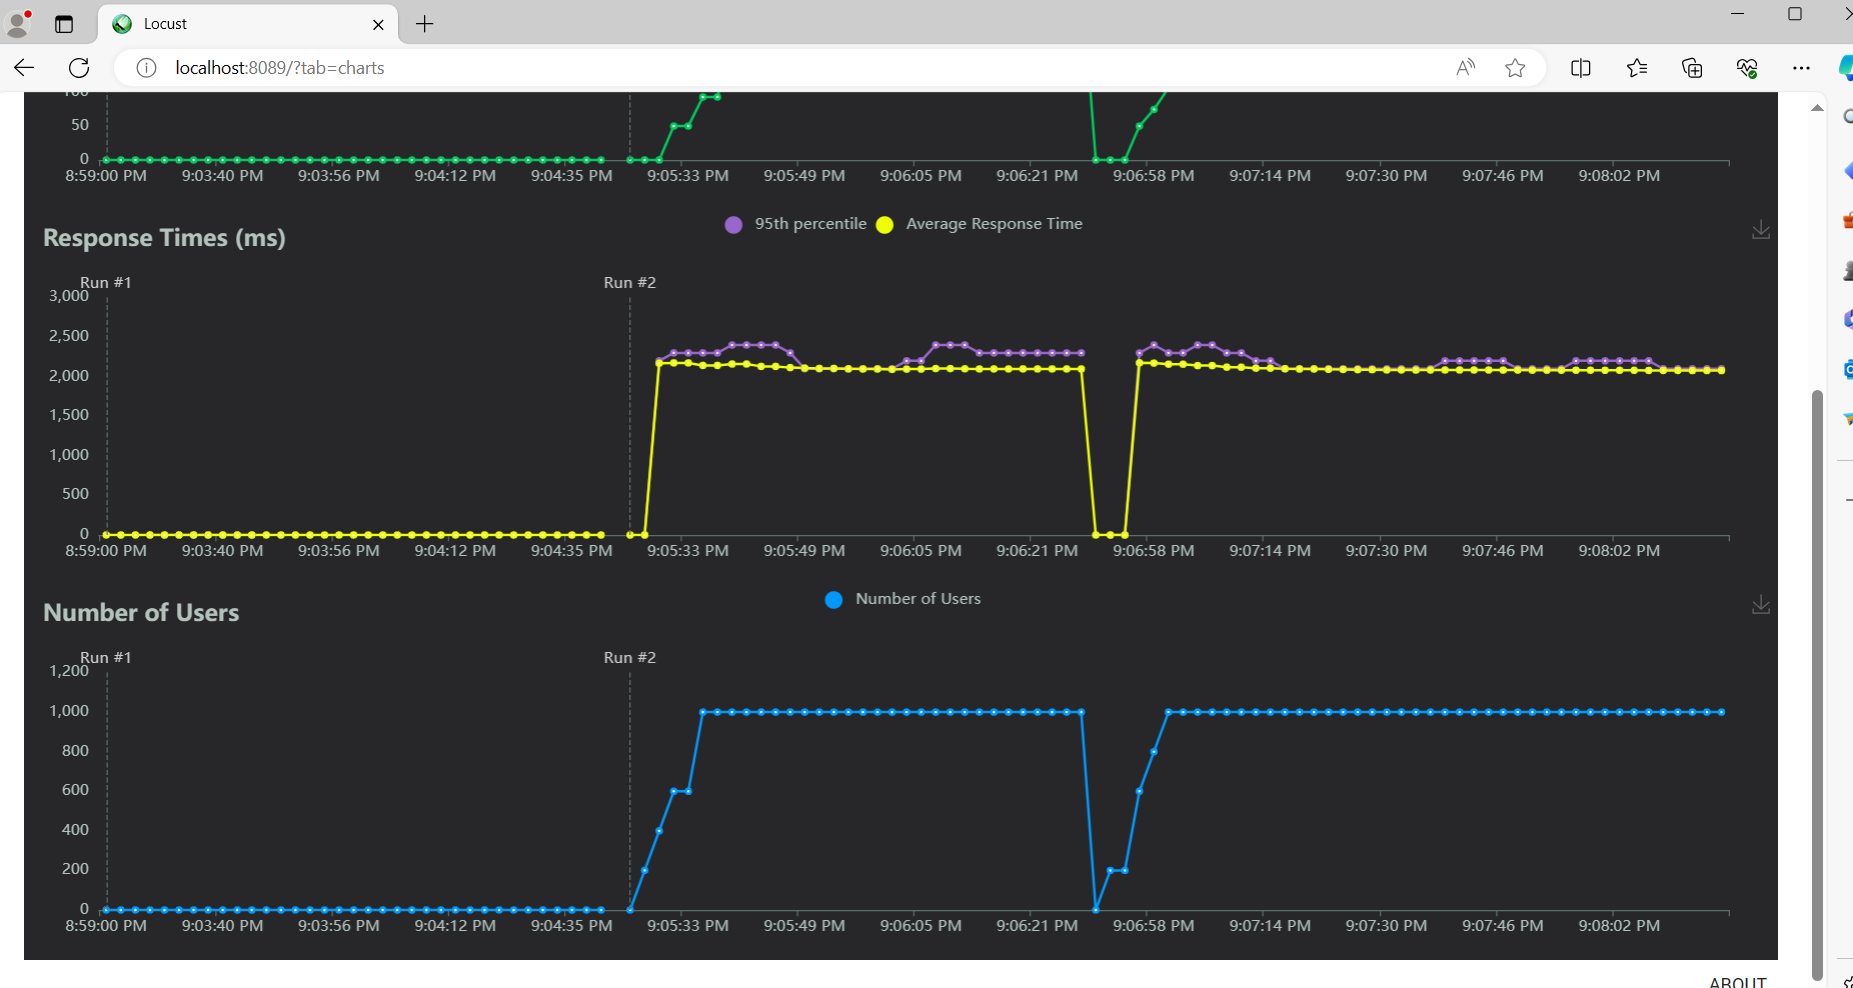 Locust
localhost:8089/?tab=charts
100
50
0
8:59:00 PM 9:03:40 PM 9:03:56 PM 9:04:12 PM 9:04:35 PM 9:05:33 PM 9:05:49 PM 9:06:05 PM 9:06:21 PM 9:06:58 PM 9:07:14 PM 9:07:30 PM 9:07:46 PM 9:08:02 PM
95th percentile Average Response Time
Response Times (ms)
Run #1 Run #2
3,000
2,500
2,000
1,500
1,000
500
0
8:59:00 PM 9:03:40 PM 9:03:56 PM 9:04:12 PM 9:04:35 PM 9:05:33 PM 9:05:49 PM 9:06:05 PM 9:06:21 PM 9:06:58 PM 9:07:14 PM 9:07:30 PM 9:07:46 PM 9:08:02 PM
Number of Users
Number of Users
Run #1 Run #2
1,200
1,000
800
600
400
200
0
8:59:00 PM 9:03:40 PM 9:03:56 PM 9:04:12 PM 9:04:35 PM 9:05:33 PM 9:05:49 PM 9:06:05 PM 9:06:21 PM 9:06:58 PM 9:07:14 PM 9:07:30 PM 9:07:46 PM 9:08:02 PM
ABOUT